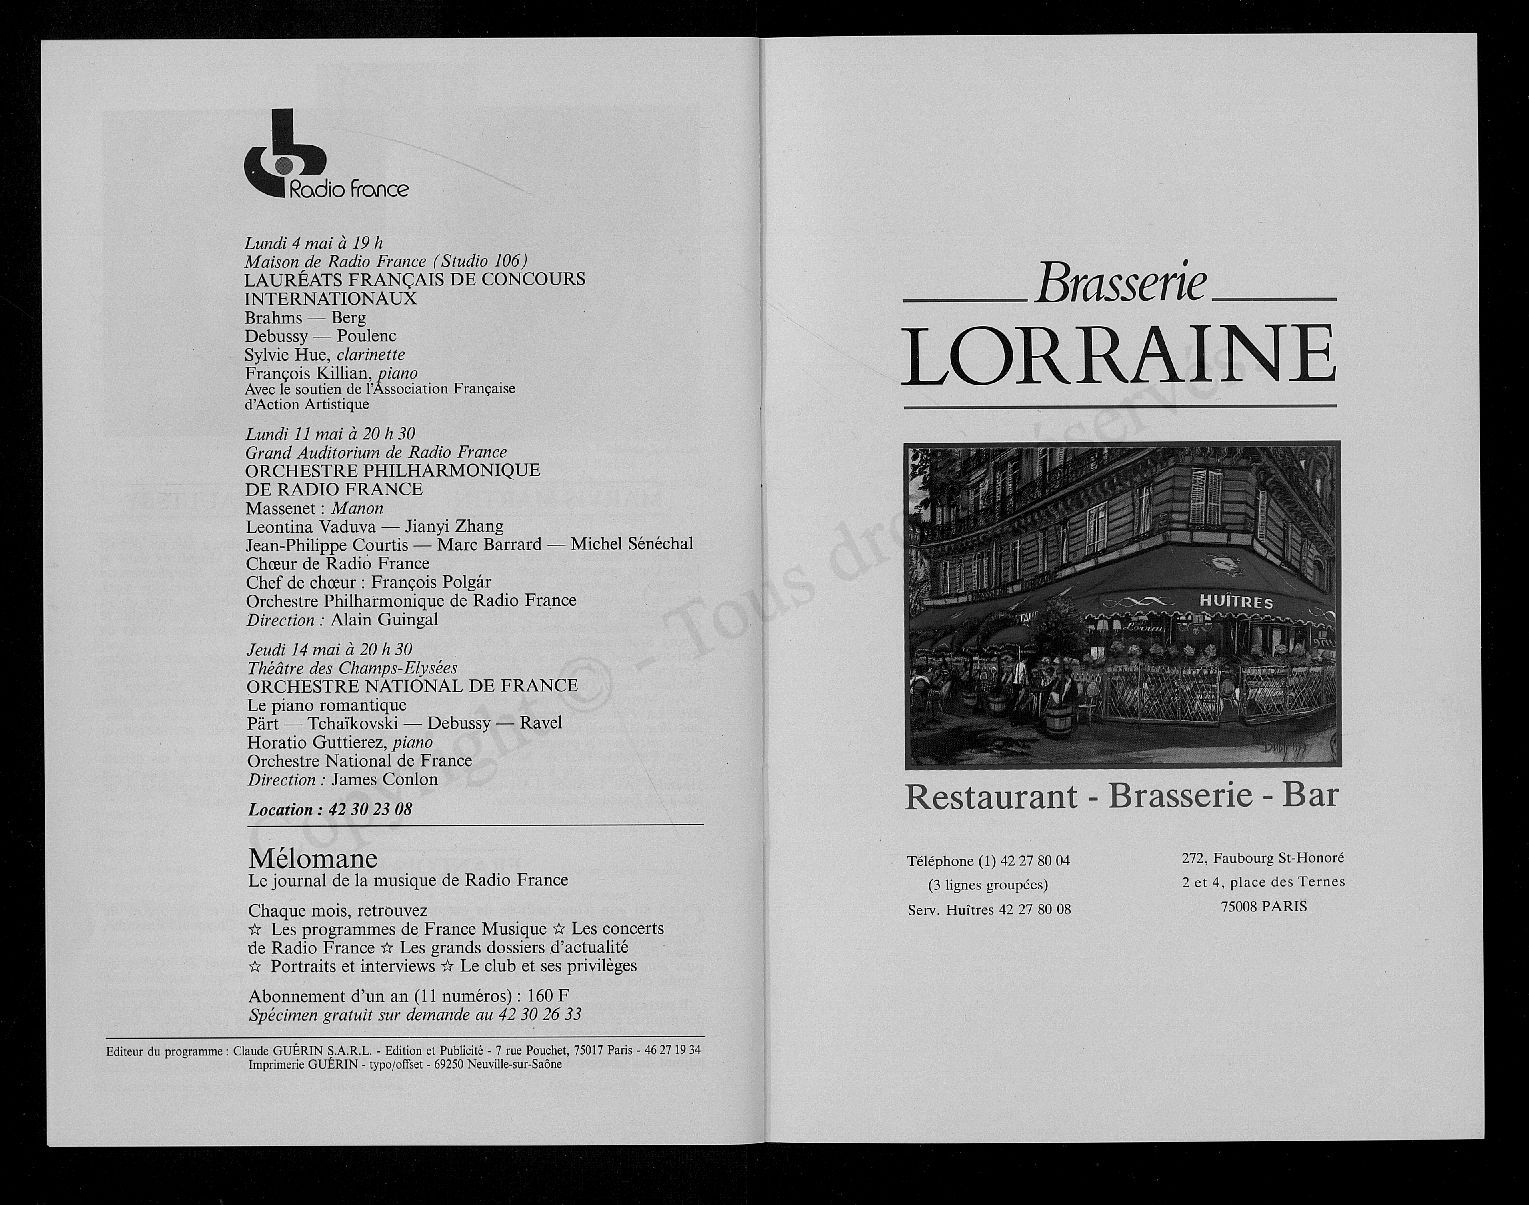 Radio France
Lundi 4 mai à 19 h
Maison de Radio France (Studio 106)
LAURÉATS FRANÇAIS DE CONCOURS
INTERNATIONAUX
Brahms — Berg
Debussy — Poulenc
Sylvie Hue, clarinette
François Killian, piano
Avec le soutien de l'Association Française
d'Action Artistique
Lundi 11 mai à 20 h 30
Grand Auditorium de Radio France
ORCHESTRE PHILHARMONIQUE
DE RADIO FRANCE
Massenet : Manon
Leontina Vaduva — Jianyi Zhang
Jean-Philippe Courtis — Marc Barrard — Michel Sénéchal
Chœur de Radio France
Chef de chœur : François Polgár
Orchestre Philharmonique de Radio France
Direction : Alain Guingal
Jeudi 14 mai à 20 h 30
Théâtre des Champs-Elysées
ORCHESTRE NATIONAL DE FRANCE
Le piano romantique
Pärt — Tchaïkovski — Debussy — Ravel
Horatio Guttierez, piano
Orchestre National de France
Direction : James Conlon
Location : 42 30 23 08
Mélomane
Le journal de la musique de Radio France
Chaque mois, retrouvez
☆ Les programmes de France Musique ☆ Les concerts
de Radio France ☆ Les grands dossiers d'actualité
☆ Portraits et interviews ☆ Le club et ses privilèges
Abonnement d'un an (11 numéros) : 160 F
Spécimen gratuit sur demande au 42 30 26 33
Editeur du programme : Claude GUÉRIN S.A.R.L. - Edition et Publicité - 7 rue Pouchet, 75017 Paris - 46 27 19 34
Imprimerie GUÉRIN - typo/offset - 69250 Neuville-sur-Saône
Copyright © - Tous droits réservés
Brasserie
LORRAINE
HUÎTRES
Restaurant - Brasserie - Bar
Téléphone (1) 42 27 80 04
(3 lignes groupées)
Serv. Huîtres 42 27 80 08
272, Faubourg St-Honoré
2 et 4, place des Ternes
75008 PARIS